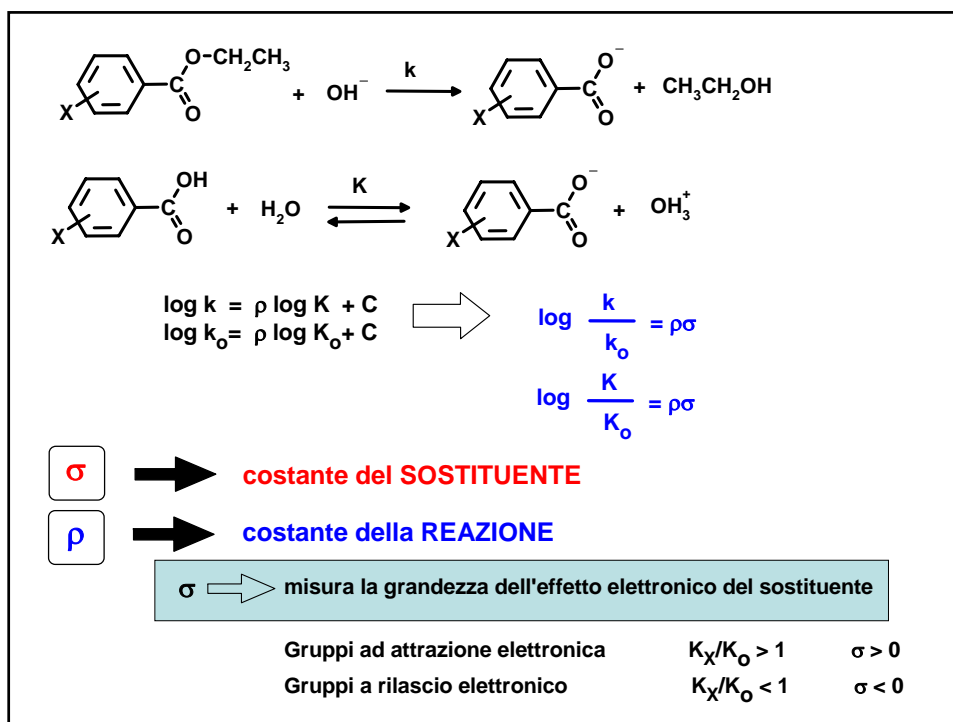 O–CH₂CH₃
C
O
X
+ OH⁻
k
O⁻
C
O
X
+ CH₃CH₂OH
OH
C
O
X
+ H₂O
K
O⁻
C
O
X
+ OH₃⁺
log k = ρ log K + C
log kₒ= ρ log Kₒ+ C
log k/kₒ = ρσ
log K/Kₒ = ρσ
σ costante del SOSTITUENTE
ρ costante della REAZIONE
σ misura la grandezza dell'effetto elettronico del sostituente
Gruppi ad attrazione elettronica K_X/Kₒ > 1 σ > 0
Gruppi a rilascio elettronico K_X/Kₒ < 1 σ < 0